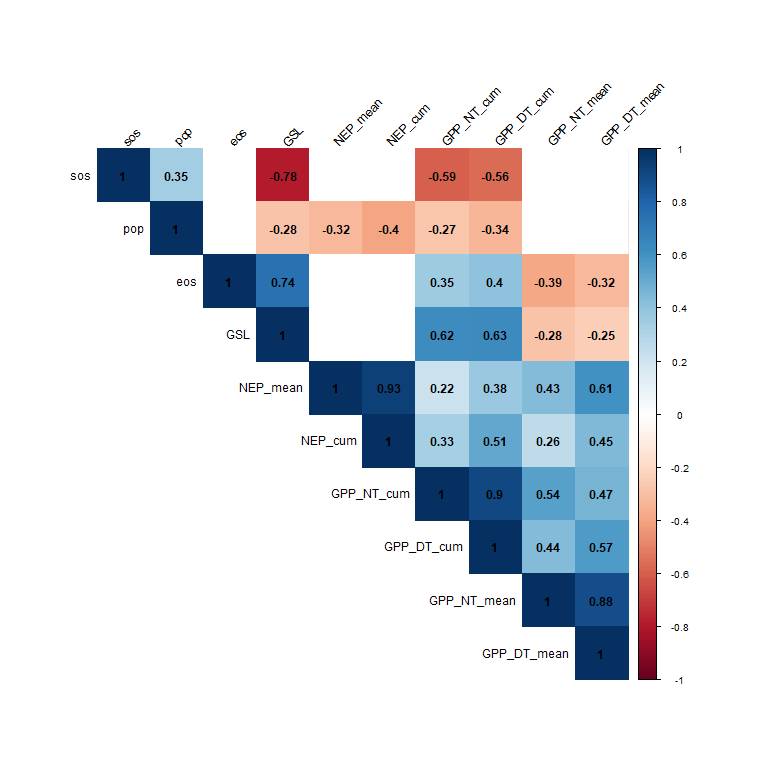 sos pop eos GSL NEP_mean NEP_cum GPP_NT_cum GPP_DT_cum GPP_NT_mean GPP_DT_mean
sos 1 0.35 -0.78 -0.59 -0.56
pop 1 -0.28 -0.32 -0.4 -0.27 -0.34
eos 1 0.74 0.35 0.4 -0.39 -0.32
GSL 1 0.62 0.63 -0.28 -0.25
NEP_mean 1 0.93 0.22 0.38 0.43 0.61
NEP_cum 1 0.33 0.51 0.26 0.45
GPP_NT_cum 1 0.9 0.54 0.47
GPP_DT_cum 1 0.44 0.57
GPP_NT_mean 1 0.88
GPP_DT_mean 1
1
0.8
0.6
0.4
0.2
0
-0.2
-0.4
-0.6
-0.8
-1